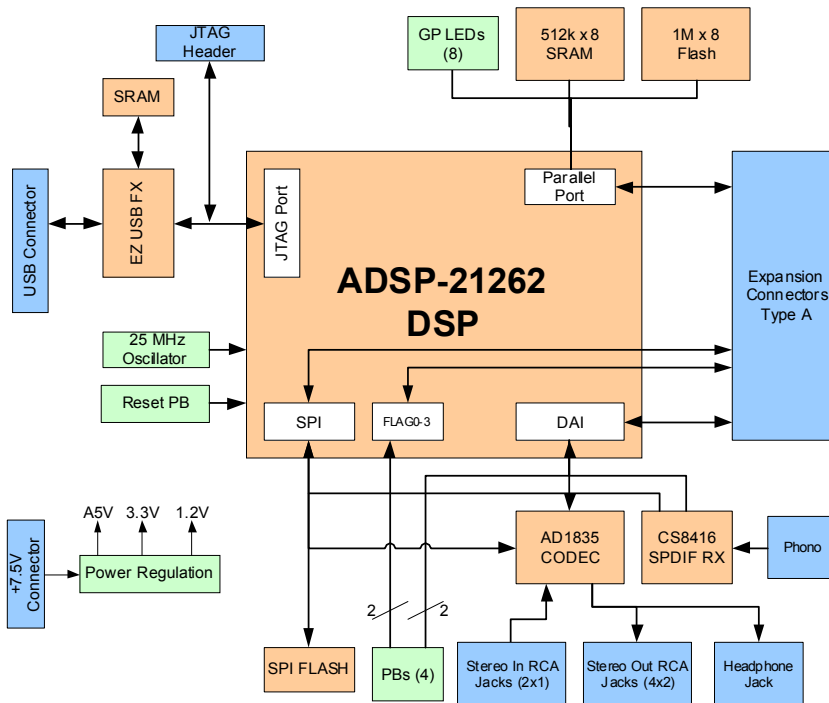 JTAG
Header
GP LEDs
(8)
512k x 8
SRAM
1M x 8
Flash
SRAM
USB Connector
EZ USB FX
JTAG Port
Parallel
Port
ADSP-21262
DSP
Expansion
Connectors
Type A
25 MHz
Oscillator
Reset PB
SPI
FLAG0-3
DAI
A5V
3.3V
1.2V
+7.5V
Connector
Power Regulation
AD1835
CODEC
CS8416
SPDIF RX
Phono
2
2
SPI FLASH
PBs (4)
Stereo In RCA
Jacks (2x1)
Stereo Out RCA
Jacks (4x2)
Headphone
Jack